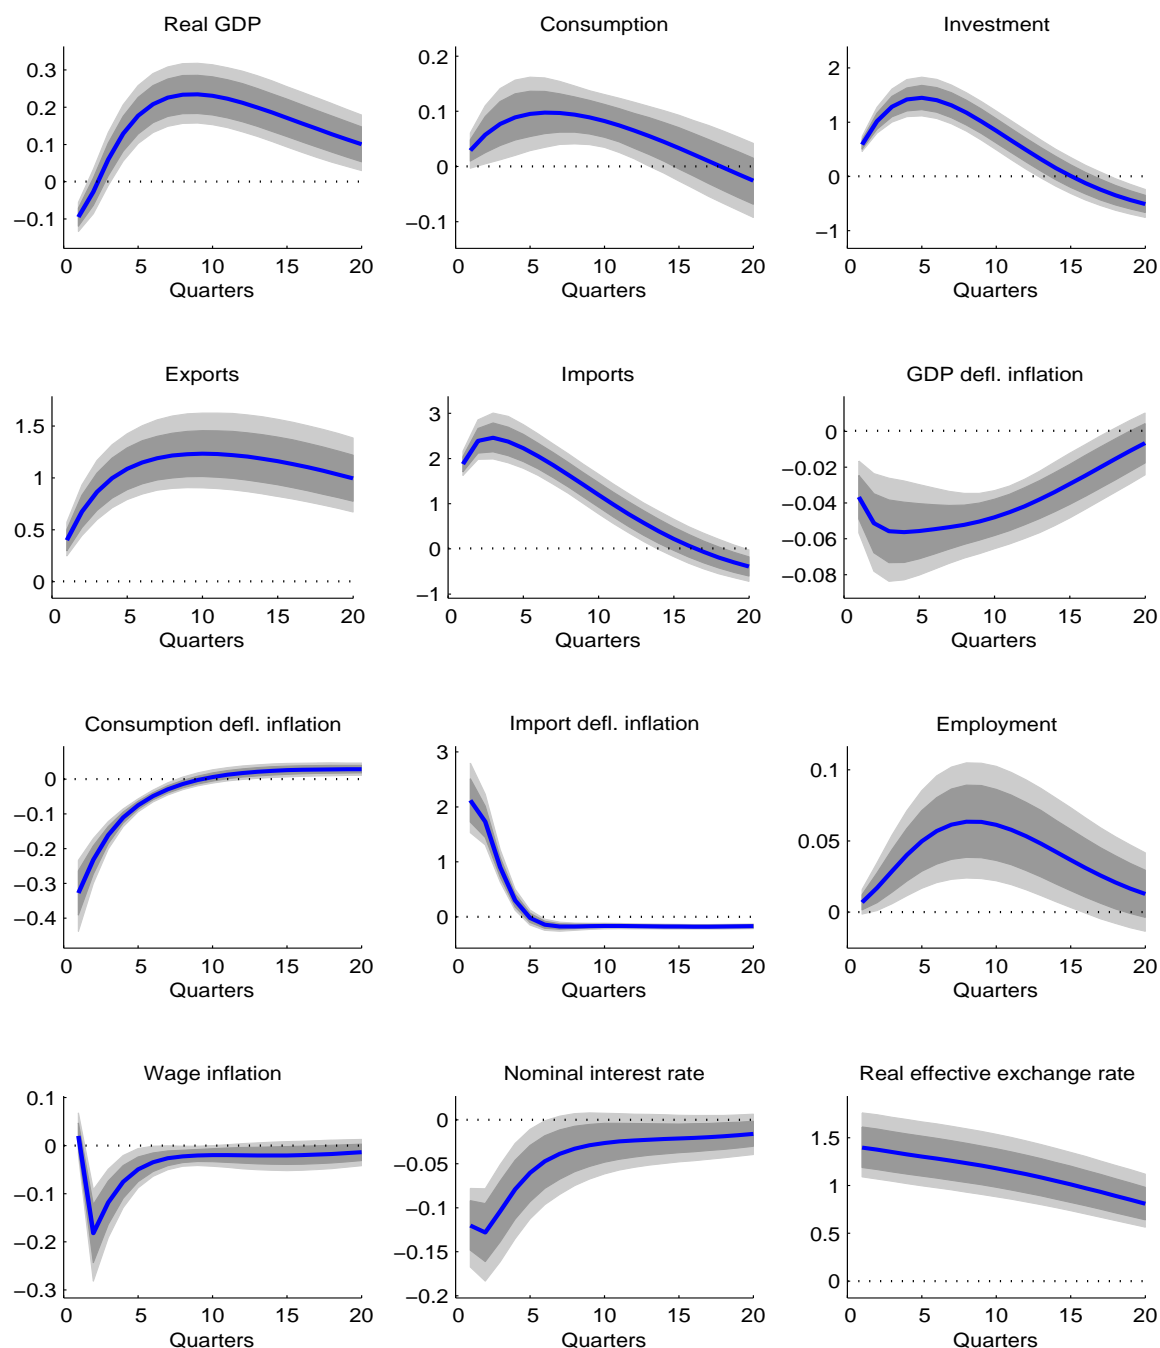 Real GDP
0.3
0.2
0.1
0
−0.1
0 5 10 15 20
Quarters
Consumption
0.2
0.1
0
−0.1
0 5 10 15 20
Quarters
Investment
2
1
0
−1
0 5 10 15 20
Quarters
Exports
1.5
1
0.5
0
0 5 10 15 20
Quarters
Imports
3
2
1
0
−1
0 5 10 15 20
Quarters
GDP defl. inflation
0
−0.02
−0.04
−0.06
−0.08
0 5 10 15 20
Quarters
Consumption defl. inflation
0
−0.1
−0.2
−0.3
−0.4
0 5 10 15 20
Quarters
Import defl. inflation
3
2
1
0
0 5 10 15 20
Quarters
Employment
0.1
0.05
0
0 5 10 15 20
Quarters
Wage inflation
0.1
0
−0.1
−0.2
−0.3
0 5 10 15 20
Quarters
Nominal interest rate
0
−0.05
−0.1
−0.15
−0.2
0 5 10 15 20
Quarters
Real effective exchange rate
1.5
1
0.5
0
0 5 10 15 20
Quarters